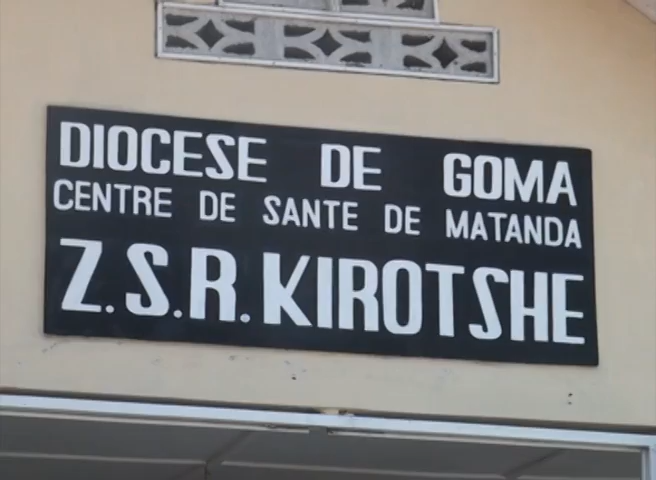 DIOCESE DE GOMA
CENTRE DE SANTE DE MATANDA
Z.S.R.KIROTSHE